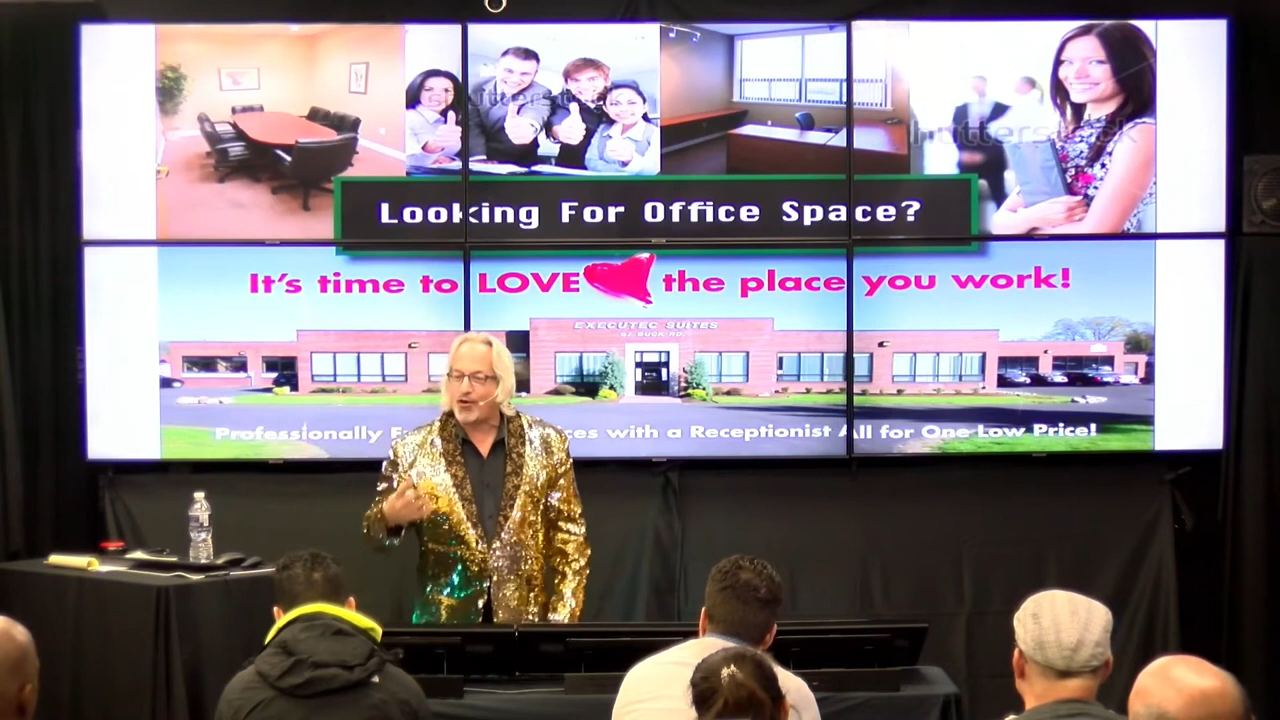 shutterstock
Looking For Office Space?
It's time to LOVE the place you work!
EXECUTEC SUITES
Professionally
with a Receptionist All for One Low Price!